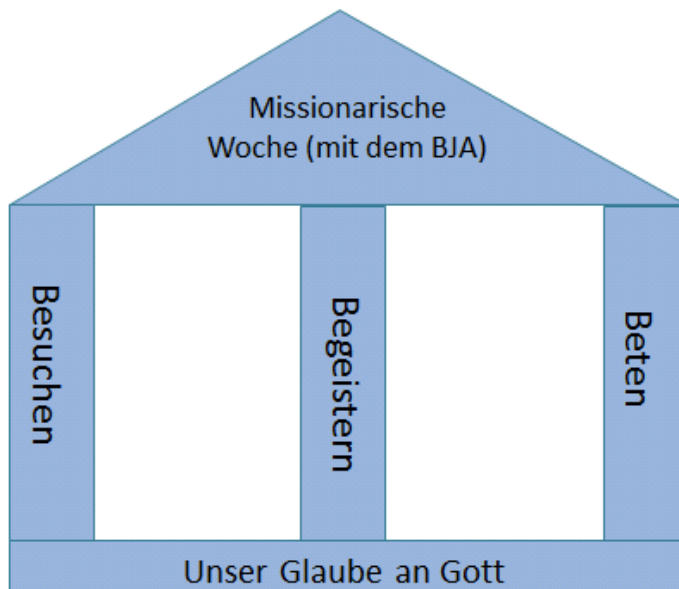 Missionarische
Woche (mit dem BJA)
Besuchen
Begeistern
Beten
Unser Glaube an Gott